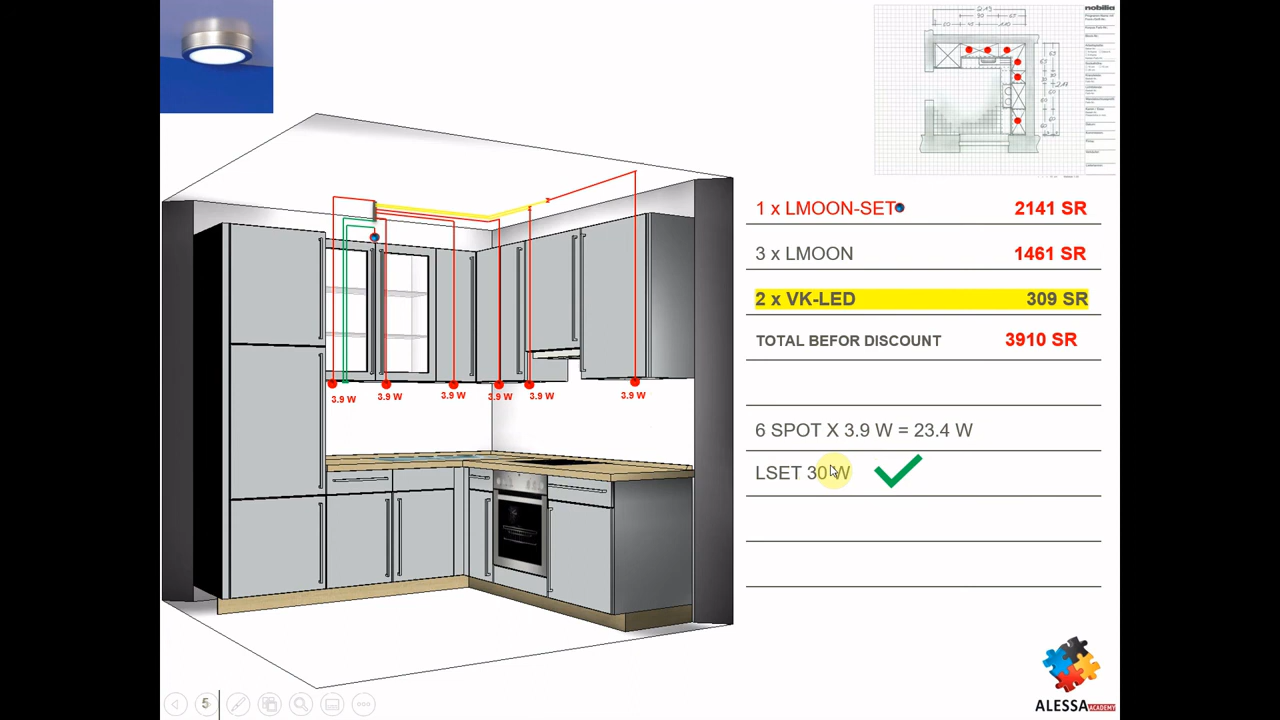 nobilia
1 x LMOON-SET 2141 SR
3 x LMOON 1461 SR
2 x VK-LED 309 SR
TOTAL BEFOR DISCOUNT 3910 SR
3.9 W 3.9 W 3.9 W 3.9 W 3.9 W 3.9 W
6 SPOT X 3.9 W = 23.4 W
LSET 30 W
5
ALESSA ACADEMY